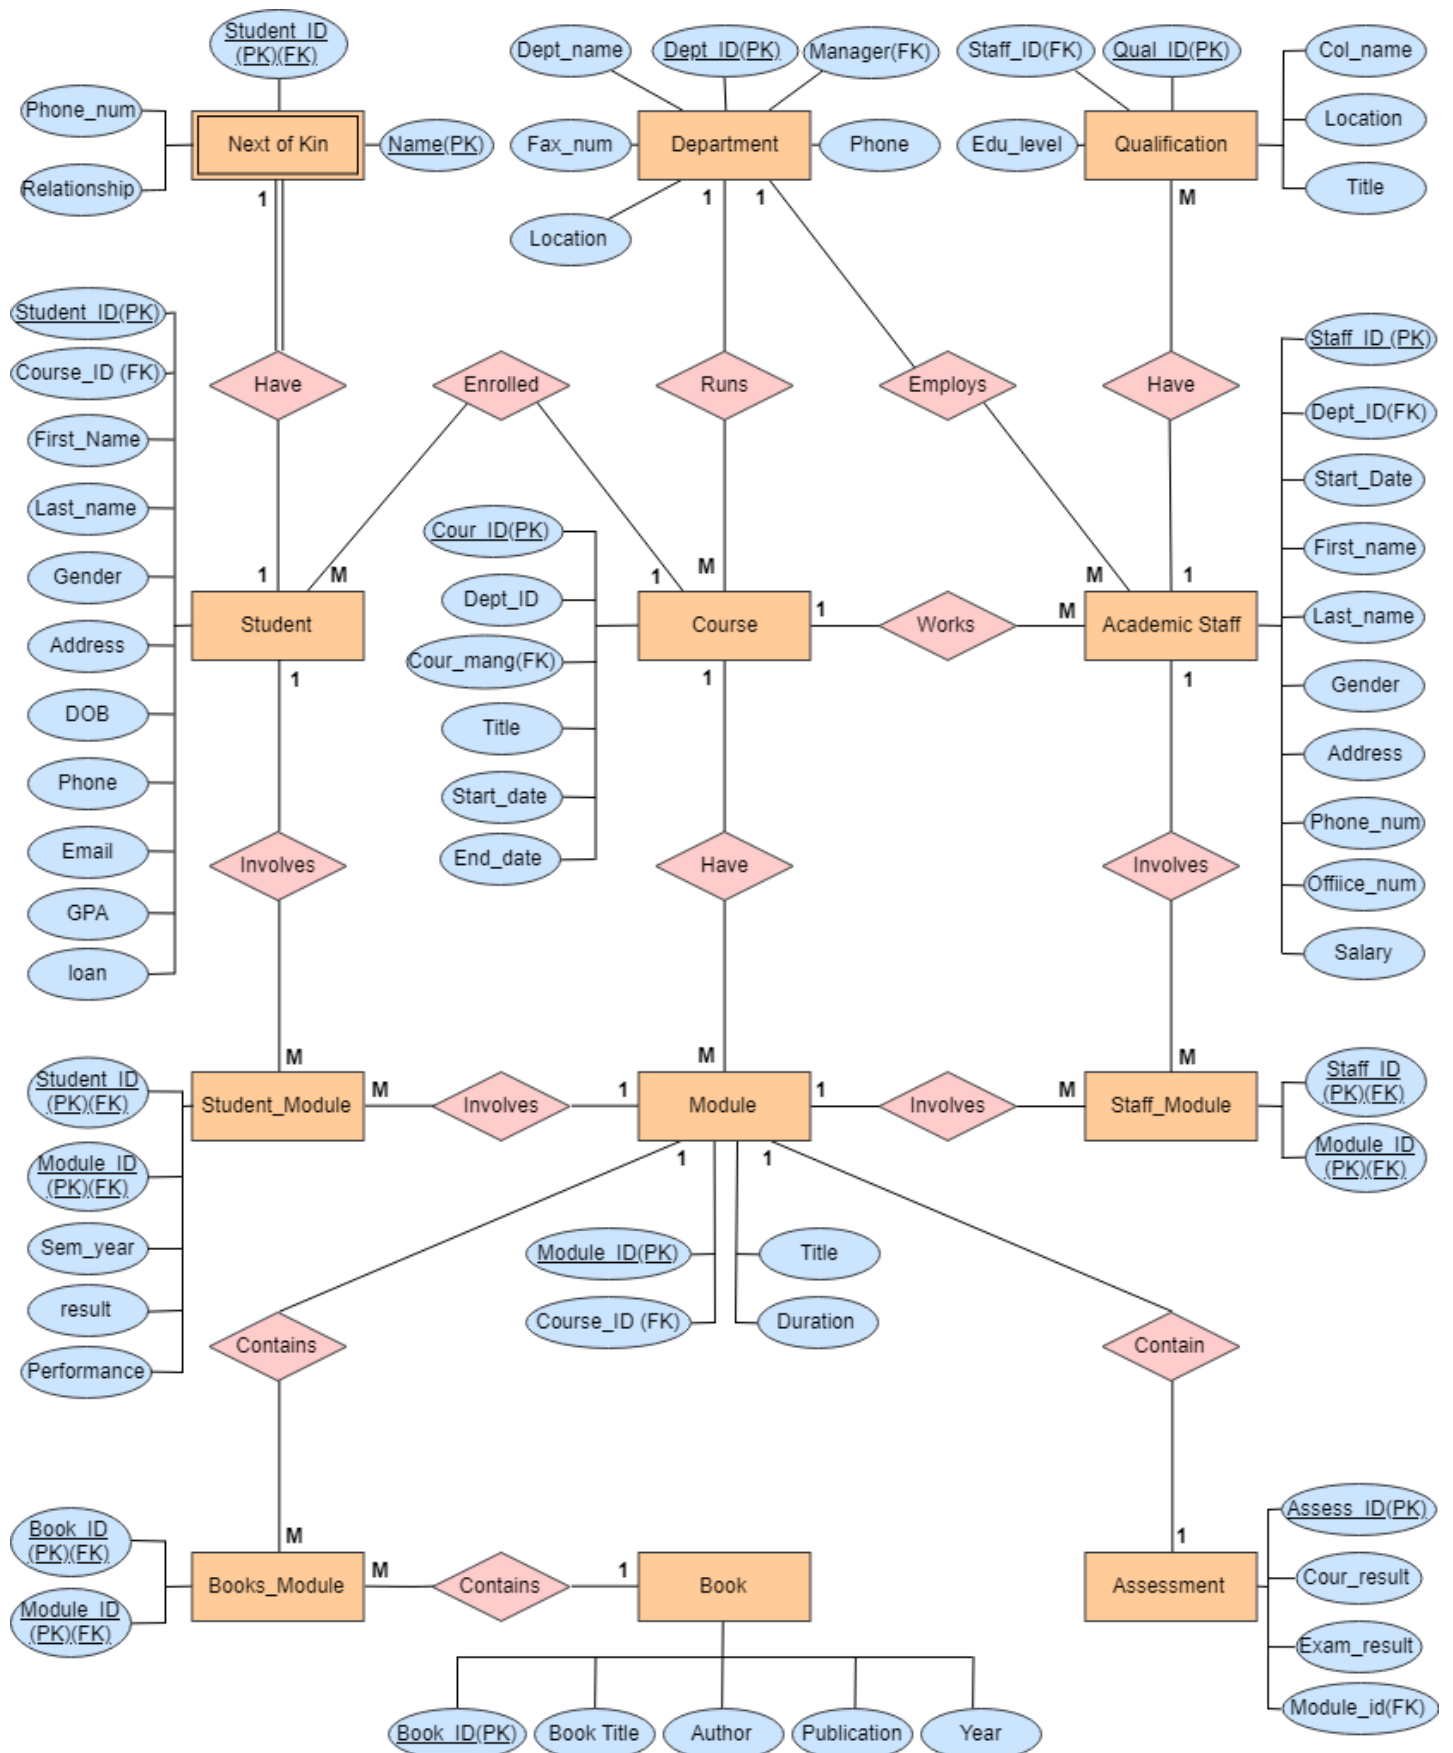 Student_ID
(PK)(FK)
Dept_name
Dept_ID(PK)
Manager(FK)
Staff_ID(FK)
Qual_ID(PK)
Col_name
Phone_num
Next of Kin
Name(PK)
Relationship
Fax_num
Department
Phone
Location
Edu_level
Qualification
Location
Title
1
1
1
M
Student_ID(PK)
Course_ID (FK)
First_Name
Last_name
Gender
Address
DOB
Phone
Email
GPA
loan
Have
Enrolled
Runs
Employs
Have
Staff_ID (PK)
Dept_ID(FK)
Start_Date
First_name
Last_name
Gender
Address
Phone_num
Offiice_num
Salary
Cour_ID(PK)
Dept_ID
Cour_mang(FK)
Title
Start_date
End_date
1
M
1
M
M
1
Student
Course
1
Works
M
Academic Staff
1
1
1
Involves
Have
Involves
M
M
M
Student_ID
(PK)(FK)
Module_ID
(PK)(FK)
Sem_year
result
Performance
Student_Module
M
Involves
1
Module
1
Involves
M
Staff_Module
Staff_ID
(PK)(FK)
Module_ID
(PK)(FK)
1
1
Module_ID(PK)
Title
Course_ID (FK)
Duration
Contains
Contain
M
1
Book_ID
(PK)(FK)
Module_ID
(PK)(FK)
Books_Module
M
Contains
1
Book
Assessment
Assess_ID(PK)
Cour_result
Exam_result
Module_id(FK)
Book_ID(PK)
Book Title
Author
Publication
Year